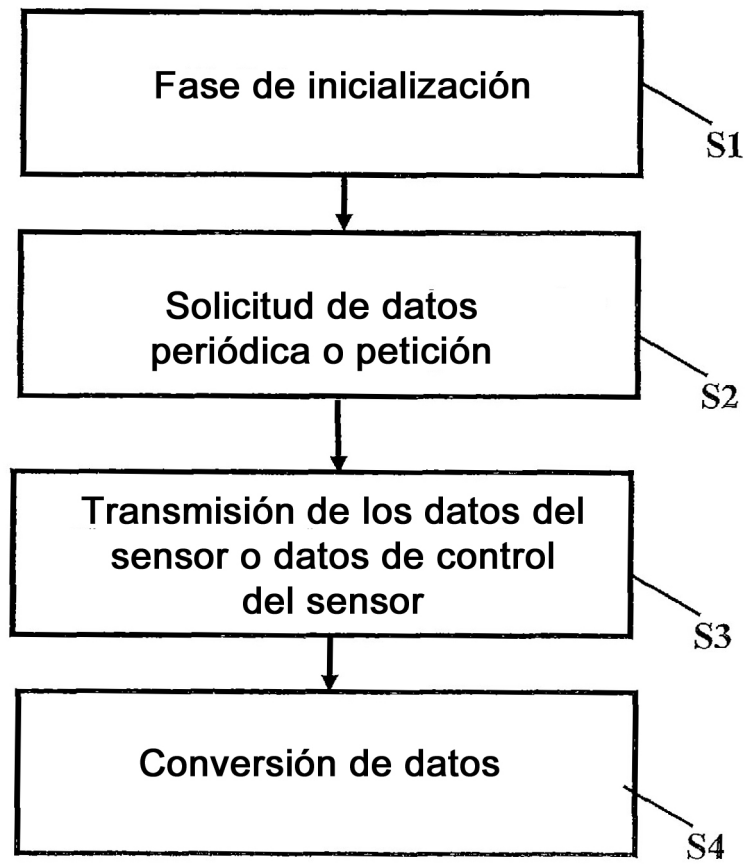 Fase de inicialización
S1
Solicitud de datos
periódica o petición
S2
Transmisión de los datos del
sensor o datos de control
del sensor
S3
Conversión de datos
S4